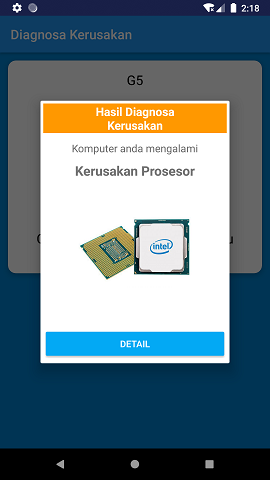 2:18
Diagnosa Kerusakan
G5
Hasil Diagnosa
Kerusakan
Komputer anda mengalami
Kerusakan Prosesor
intel
DETAIL